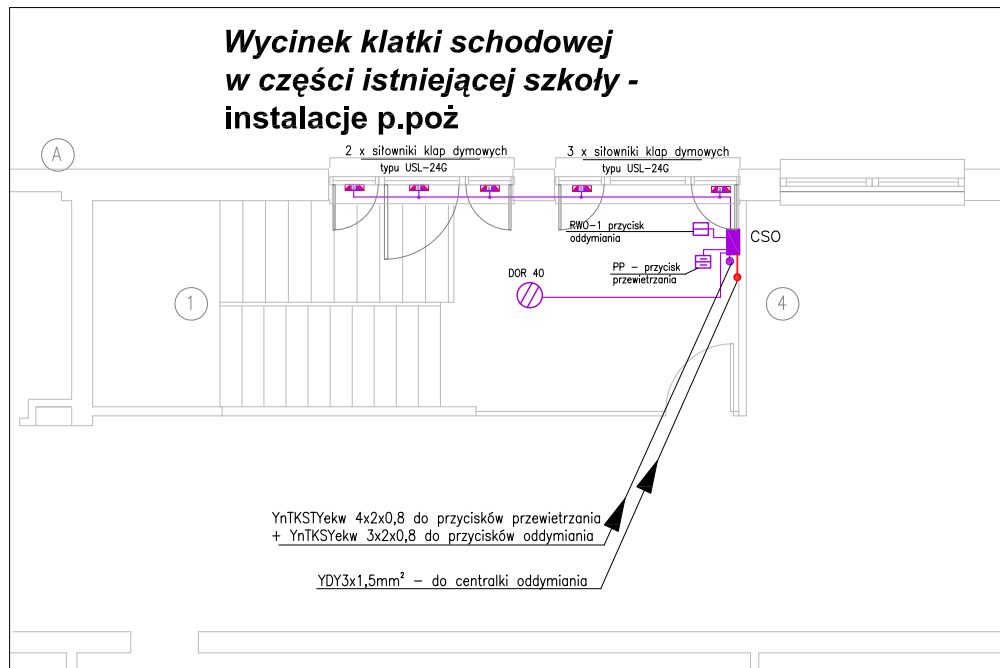 Wycinek klatki schodowej
w części istniejącej szkoły -
instalacje p.poż
A
2 x siłowniki klap dymowych
typu USL-24G
3 x siłowniki klap dymowych
typu USL-24G
RWO-1 przycisk
oddymiania
CSO
PP - przycisk
przewietrzania
DOR 40
1
4
YnTKSTYekw 4x2x0,8 do przycisków przewietrzania
+ YnTKSYekw 3x2x0,8 do przycisków oddymiania
YDY3x1,5mm² - do centralki oddymiania